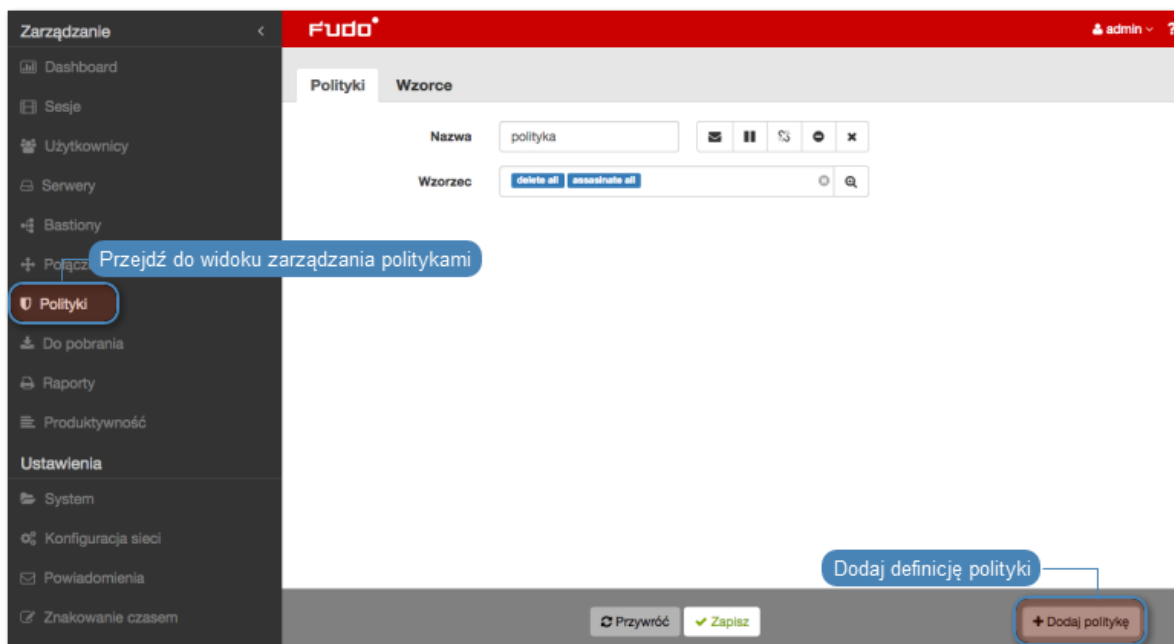 Zarządzanie
FUDO
admin
?
Dashboard
Sesje
Użytkownicy
Serwery
Bastiony
Przejdź do widoku zarządzania politykami
Polityki
Do pobrania
Raporty
Produktywność
Ustawienia
System
Konfiguracja sieci
Powiadomienia
Znakowanie czasem
Polityki Wzorce
Nazwa polityka
Wzorzec delete all assasinate all
Dodaj definicję polityki
Przywróć Zapisz
+ Dodaj politykę